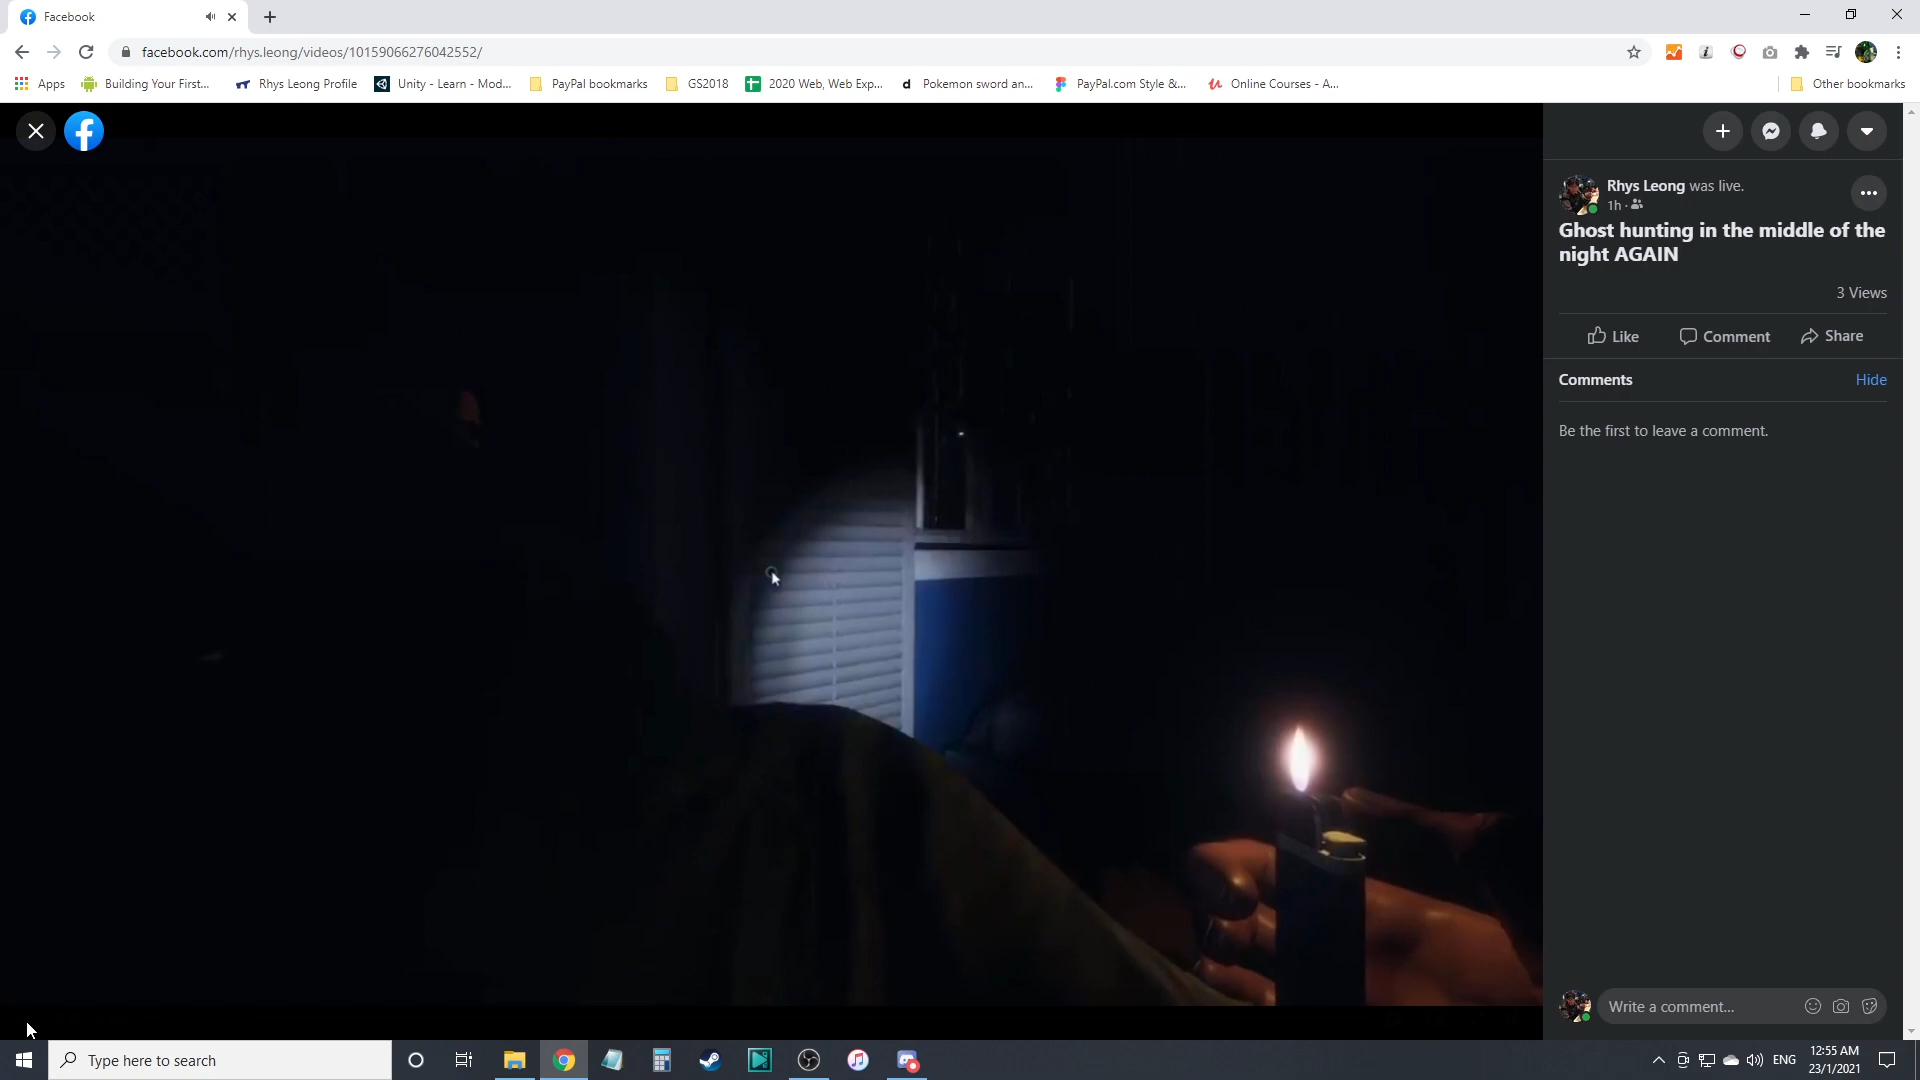 Facebook
facebook.com/rhys.leong/videos/10159066276042552/
Apps Building Your First... Rhys Leong Profile Unity - Learn - Mod... PayPal bookmarks GS2018 2020 Web, Web Exp... Pokemon sword an... PayPal.com Style &... Online Courses - A... Other bookmarks
Rhys Leong was live.
1h ·
Ghost hunting in the middle of the
night AGAIN
3 Views
Like Comment Share
Comments Hide
Be the first to leave a comment.
Write a comment...
Type here to search
ENG
12:55 AM
23/1/2021